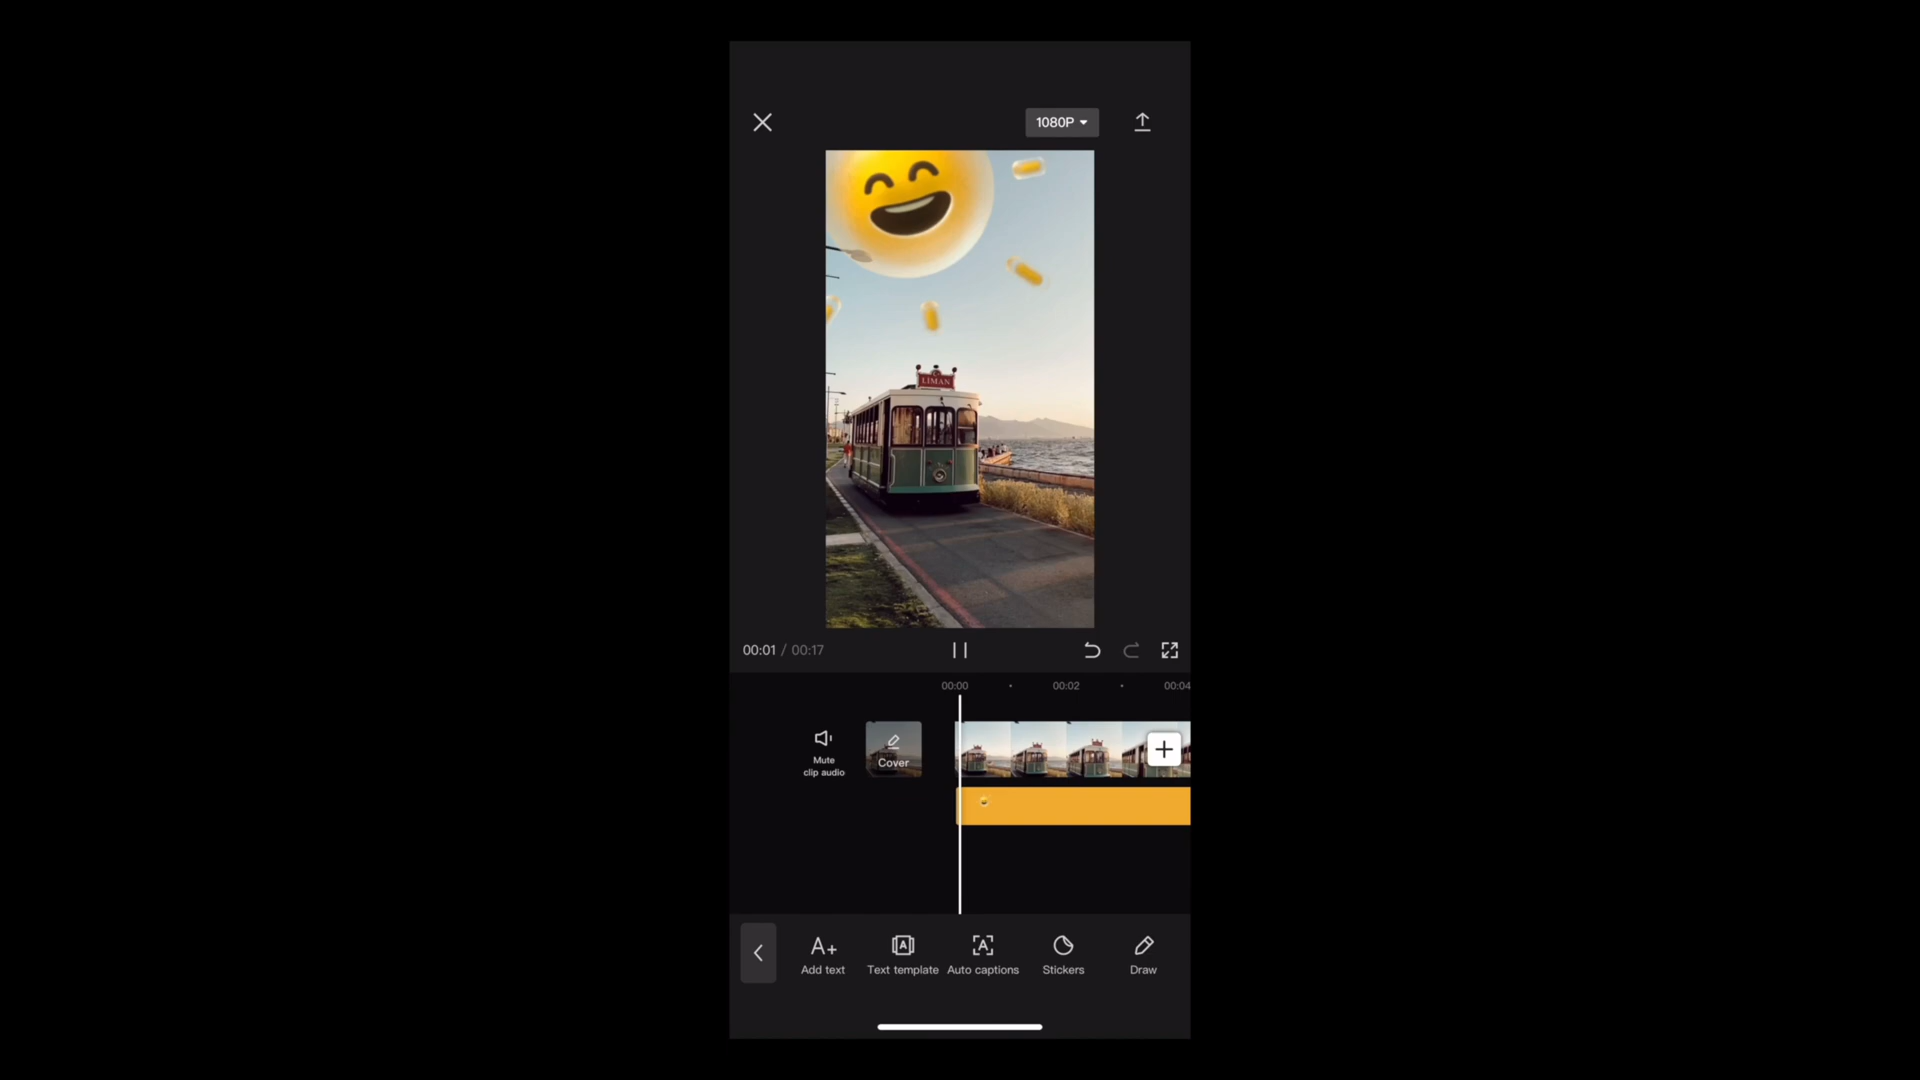 1080P
LIMAN
00:01 / 00:17
00:00
00:02
00:04
Mute
clip audio
Cover
A+
Add text
A
Text template
A
Auto captions
Stickers
Draw